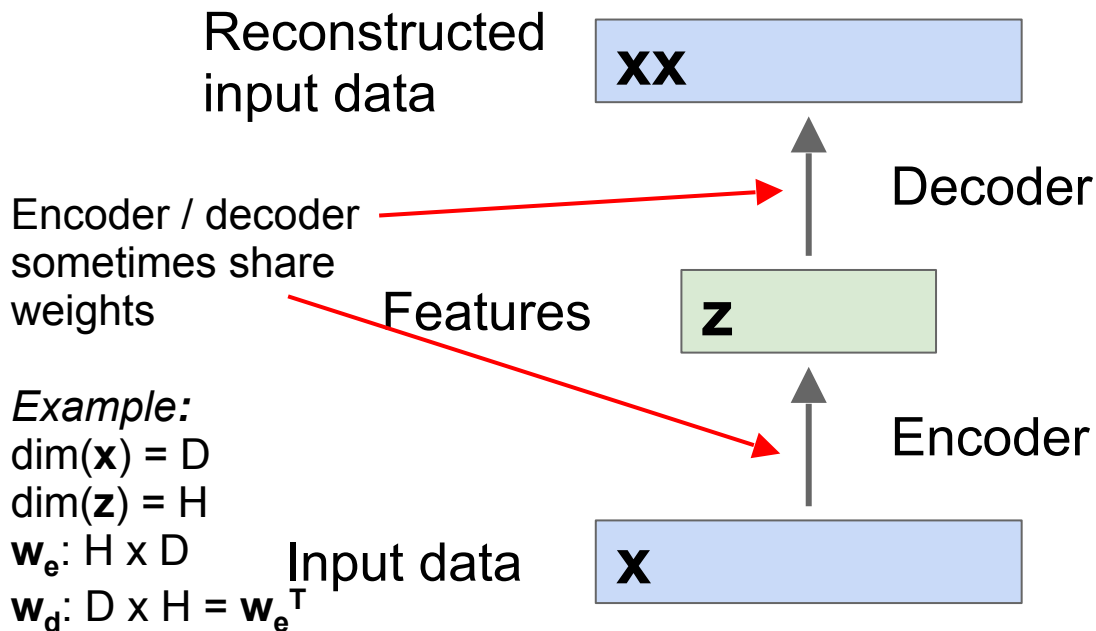 Reconstructed
input data
xx
Decoder
Encoder / decoder
sometimes share
weights
Features
z
Encoder
Example:
dim(x) = D
dim(z) = H
wₑ: H x D
w_d: D x H = wₑᵀ
Input data
x